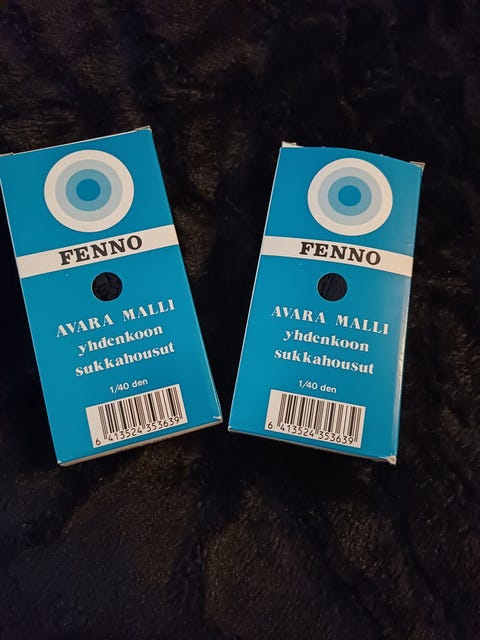 FENNO
AVARA MALLI
yhdenkoon
sukkahousut
1/40 den
6 413524 353639
FENNO
AVARA MALLI
yhdenkoon
sukkahousut
1/40 den
6 413524 353639